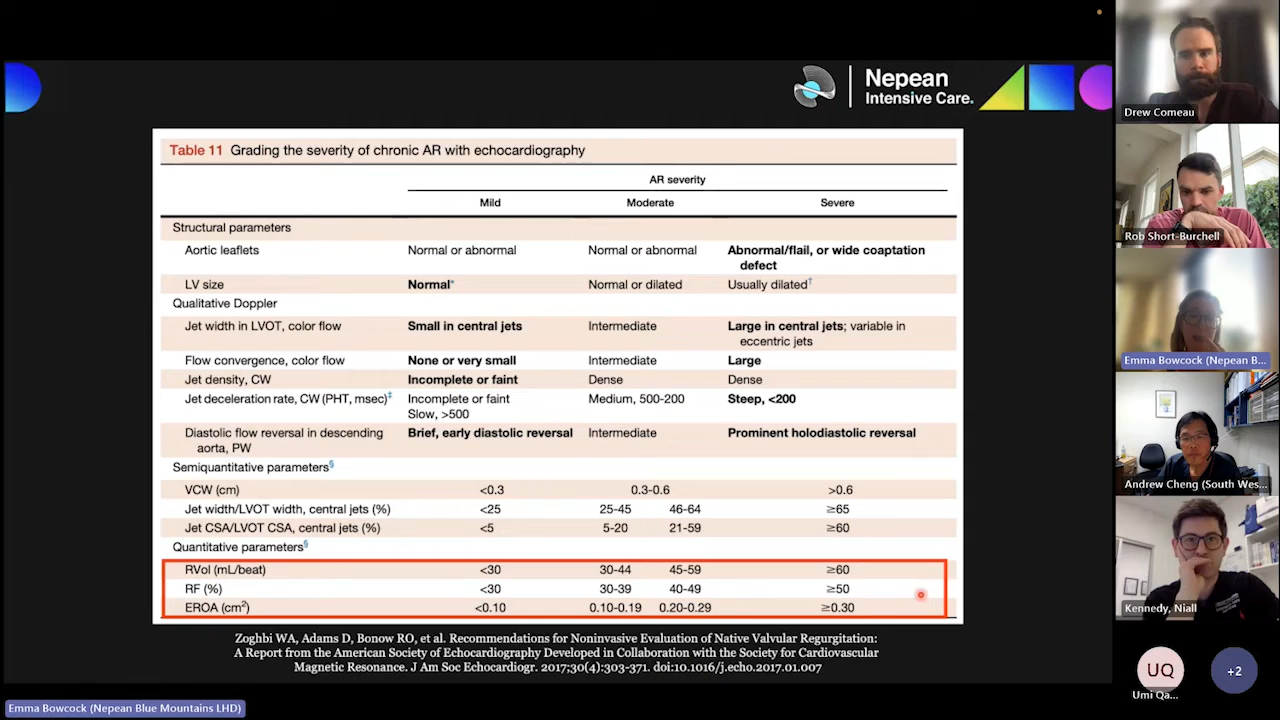 Nepean
Intensive Care.
Table 11 Grading the severity of chronic AR with echocardiography
AR severity
Mild Moderate Severe
Structural parameters
Aortic leaflets Normal or abnormal Normal or abnormal Abnormal/flail, or wide coaptation
defect
LV size Normal* Normal or dilated Usually dilated†
Qualitative Doppler
Jet width in LVOT, color flow Small in central jets Intermediate Large in central jets; variable in
eccentric jets
Flow convergence, color flow None or very small Intermediate Large
Jet density, CW Incomplete or faint Dense Dense
Jet deceleration rate, CW (PHT, msec)‡ Incomplete or faint Medium, 500-200 Steep, <200
Slow, >500
Diastolic flow reversal in descending Brief, early diastolic reversal Intermediate Prominent holodiastolic reversal
aorta, PW
Semiquantitative parameters§
VCW (cm) <0.3 0.3-0.6 >0.6
Jet width/LVOT width, central jets (%) <25 25-45 46-64 ≥65
Jet CSA/LVOT CSA, central jets (%) <5 5-20 21-59 ≥60
Quantitative parameters§
RVol (mL/beat) <30 30-44 45-59 ≥60
RF (%) <30 30-39 40-49 ≥50
EROA (cm²) <0.10 0.10-0.19 0.20-0.29 ≥0.30
Zoghbi WA, Adams D, Bonow RO, et al. Recommendations for Noninvasive Evaluation of Native Valvular Regurgitation:
A Report from the American Society of Echocardiography Developed in Collaboration with the Society for Cardiovascular
Magnetic Resonance. J Am Soc Echocardiogr. 2017;30(4):303-371. doi:10.1016/j.echo.2017.01.007
Emma Bowcock (Nepean Blue Mountains LHD)
Drew Comeau
Rob Short-Burchell
Emma Bowcock (Nepean B...
Andrew Cheng (South Wes...
Kennedy, Niall
UQ
Umi Qa...
+2